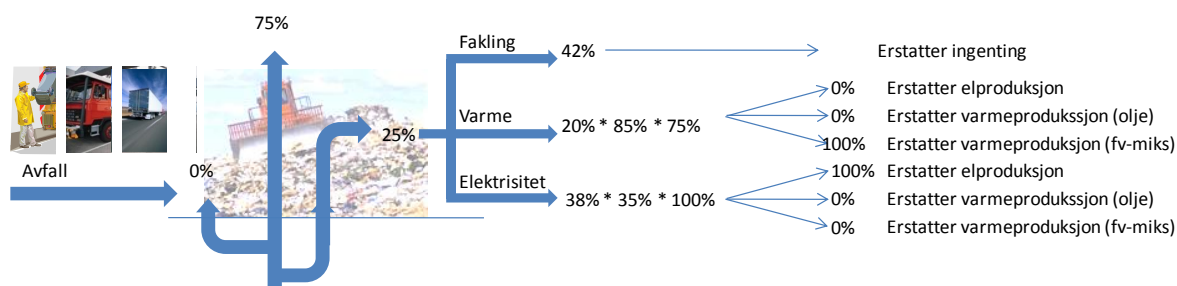 75%
Fakling
42%
Erstatter ingenting
0% Erstatter elproduksjon
0% Erstatter varmeprodukssjon (olje)
100% Erstatter varmeproduksjon (fv-miks)
Varme
25%
20% * 85% * 75%
Avfall
0%
Elektrisitet
38% * 35% * 100%
100% Erstatter elproduksjon
0% Erstatter varmeprodukssjon (olje)
0% Erstatter varmeproduksjon (fv-miks)